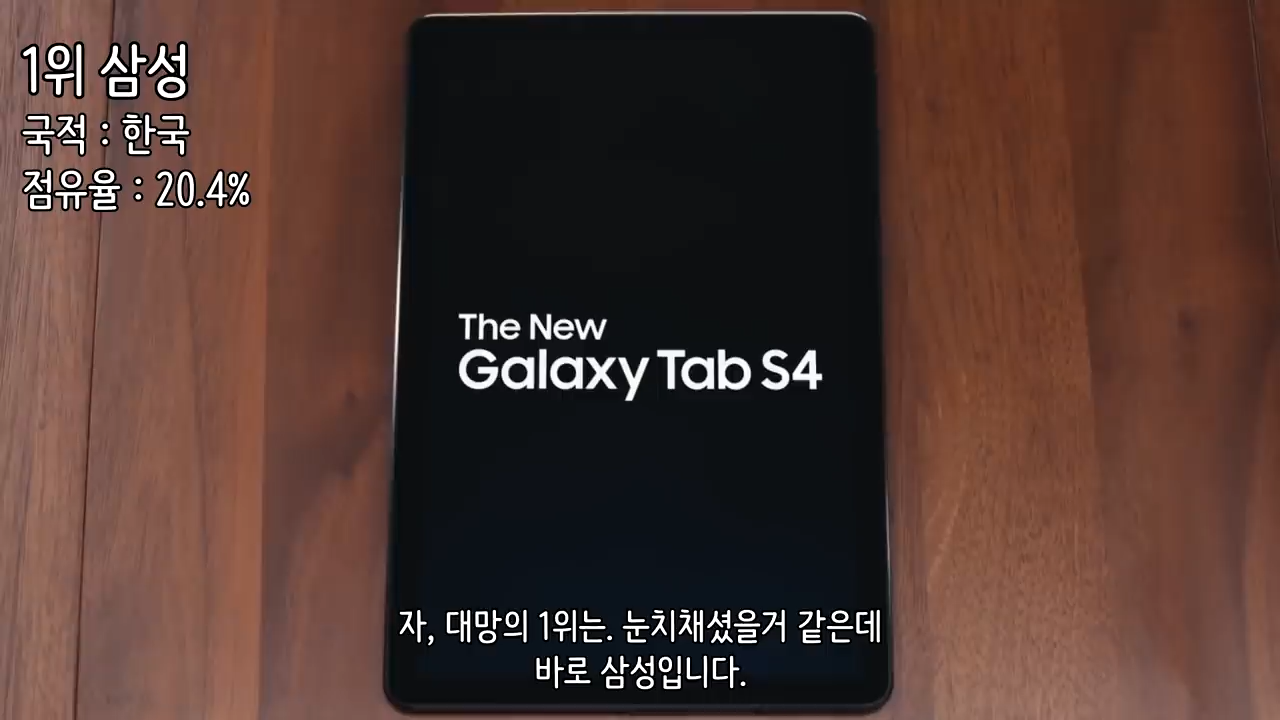 1위 삼성
국적 : 한국
점유율 : 20.4%
The New
Galaxy Tab S4
자, 대망의 1위는. 눈치채셨을거 같은데
바로 삼성입니다.